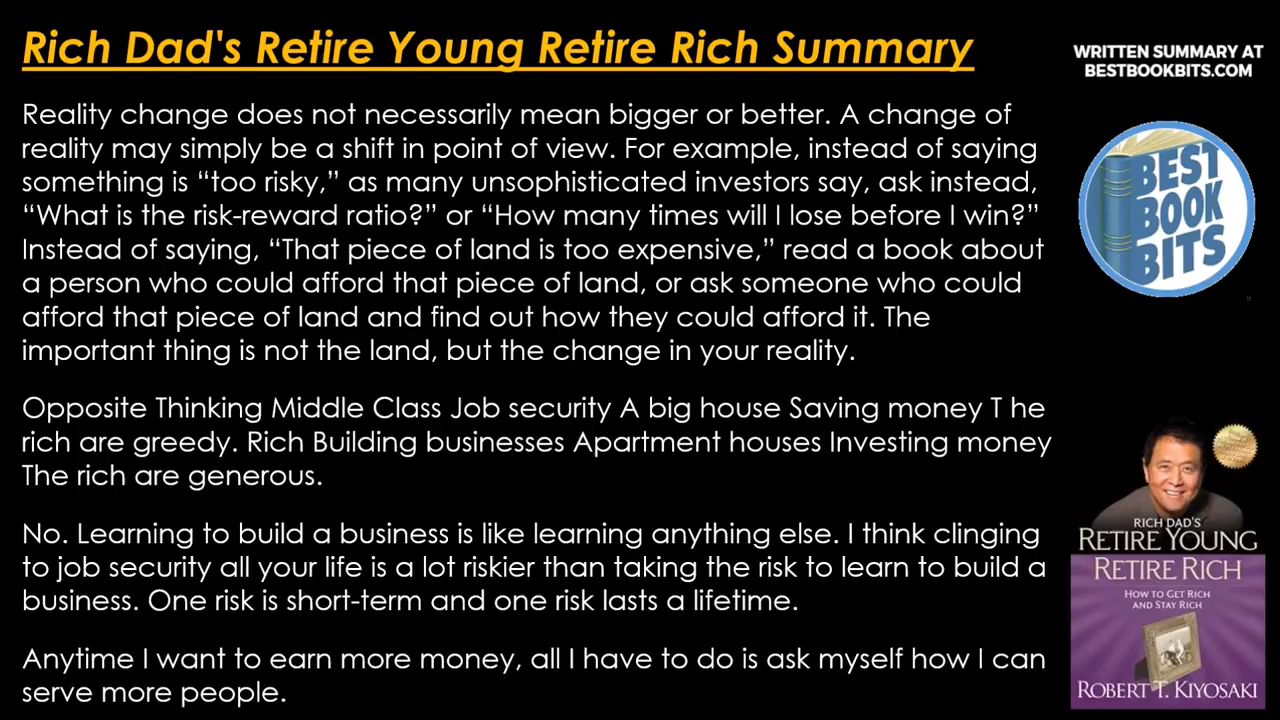 Rich Dad's Retire Young Retire Rich Summary
WRITTEN SUMMARY AT
BESTBOOKBITS.COM
Reality change does not necessarily mean bigger or better. A change of
reality may simply be a shift in point of view. For example, instead of saying
something is “too risky,” as many unsophisticated investors say, ask instead,
“What is the risk-reward ratio?” or “How many times will I lose before I win?”
Instead of saying, “That piece of land is too expensive,” read a book about
a person who could afford that piece of land, or ask someone who could
afford that piece of land and find out how they could afford it. The
important thing is not the land, but the change in your reality.
Opposite Thinking Middle Class Job security A big house Saving money T he
rich are greedy. Rich Building businesses Apartment houses Investing money
The rich are generous.
No. Learning to build a business is like learning anything else. I think clinging
to job security all your life is a lot riskier than taking the risk to learn to build a
business. One risk is short-term and one risk lasts a lifetime.
Anytime I want to earn more money, all I have to do is ask myself how I can
serve more people.
BEST
BOOK
BITS
RICH DAD'S
RETIRE YOUNG
RETIRE RICH
HOW TO GET RICH
AND STAY RICH
ROBERT T. KIYOSAKI